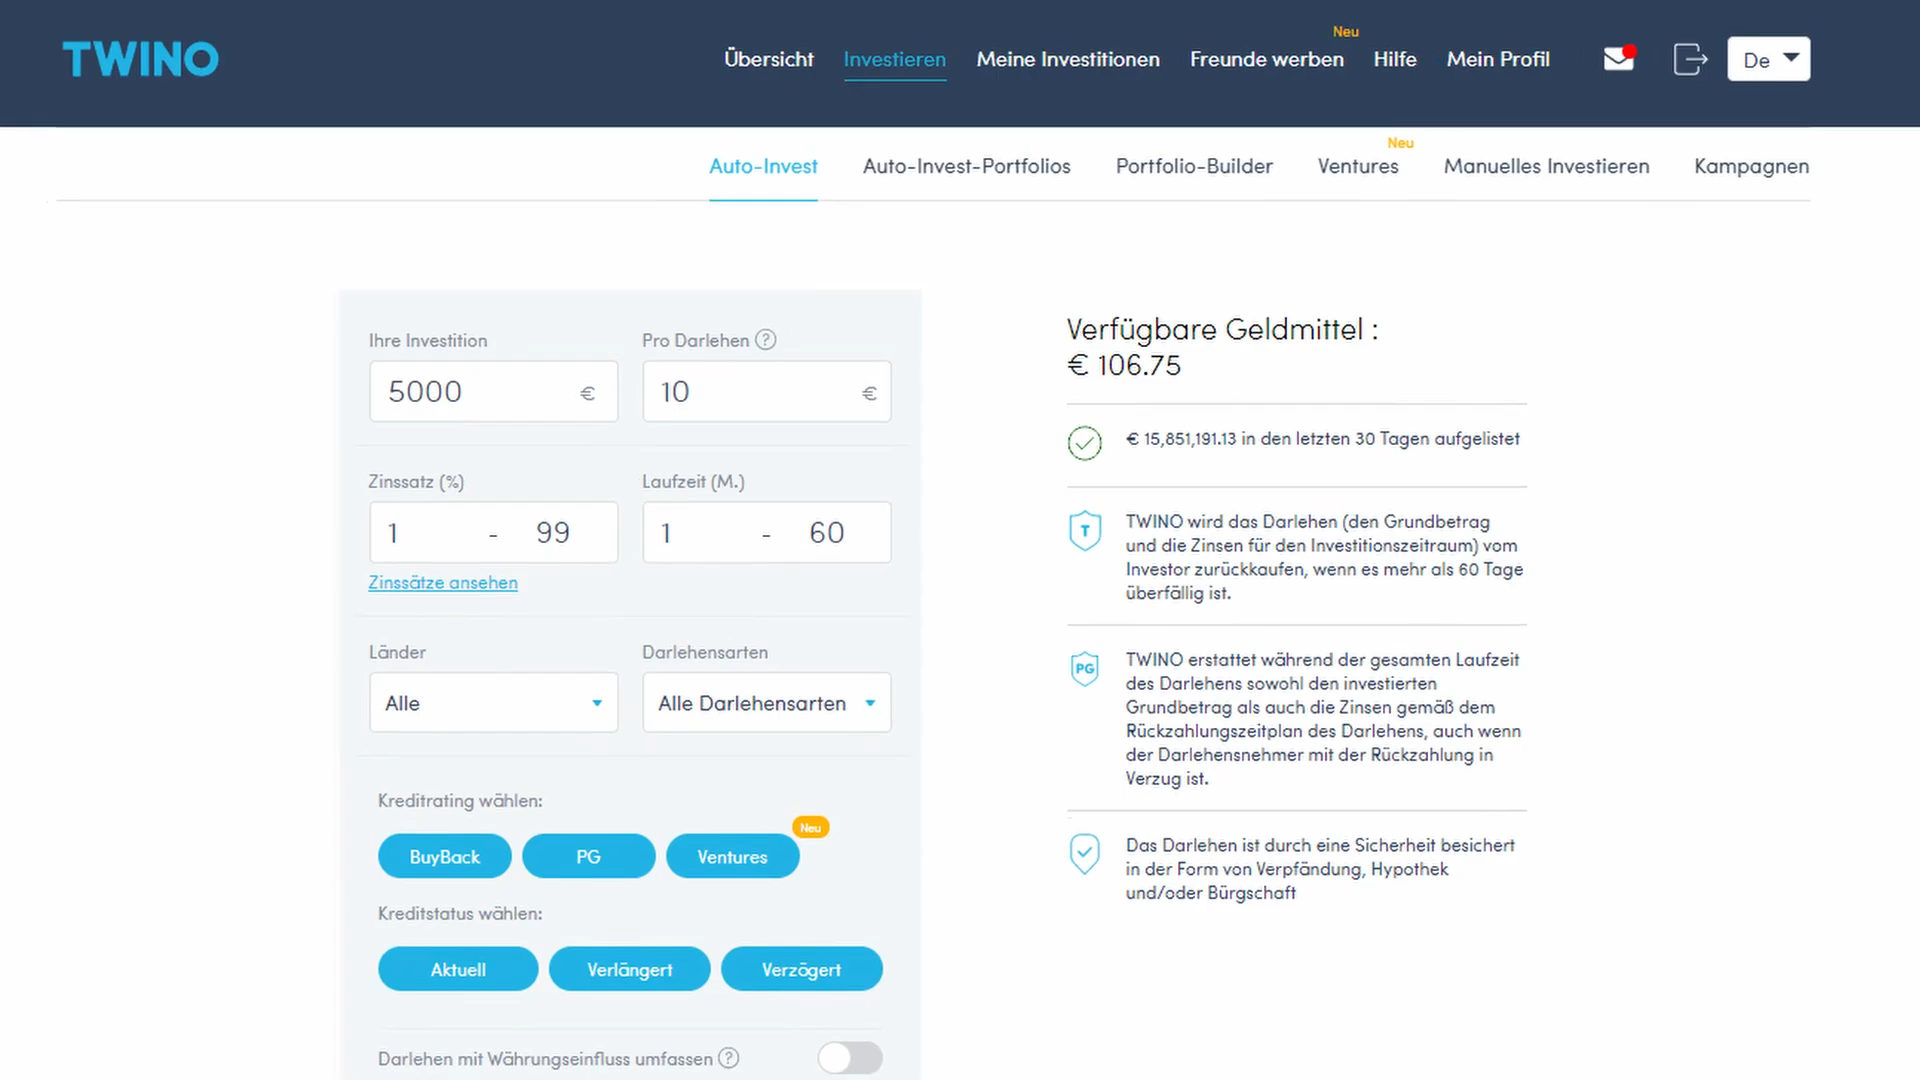 TWINO
Übersicht Investieren Meine Investitionen Freunde werben Neu Hilfe Mein Profil De
Auto-Invest Auto-Invest-Portfolios Portfolio-Builder Ventures Neu Manuelles Investieren Kampagnen
Ihre Investition Pro Darlehen ?
5000 € 10 €
Zinssatz (%) Laufzeit (M.)
1 - 99 1 - 60
Zinssätze ansehen
Länder Darlehensarten
Alle Alle Darlehensarten
Kreditrating wählen:
BuyBack PG Ventures Neu
Kreditstatus wählen:
Aktuell Verlängert Verzögert
Darlehen mit Währungseinfluss umfassen ?
Verfügbare Geldmittel :
€ 106.75
€ 15,851,191.13 in den letzten 30 Tagen aufgelistet
T
TWINO wird das Darlehen (den Grundbetrag
und die Zinsen für den Investitionszeitraum) vom
Investor zurückkaufen, wenn es mehr als 60 Tage
überfällig ist.
PG
TWINO erstattet während der gesamten Laufzeit
des Darlehens sowohl den investierten
Grundbetrag als auch die Zinsen gemäß dem
Rückzahlungszeitplan des Darlehens, auch wenn
der Darlehensnehmer mit der Rückzahlung in
Verzug ist.
Das Darlehen ist durch eine Sicherheit besichert
in der Form von Verpfändung, Hypothek
und/oder Bürgschaft